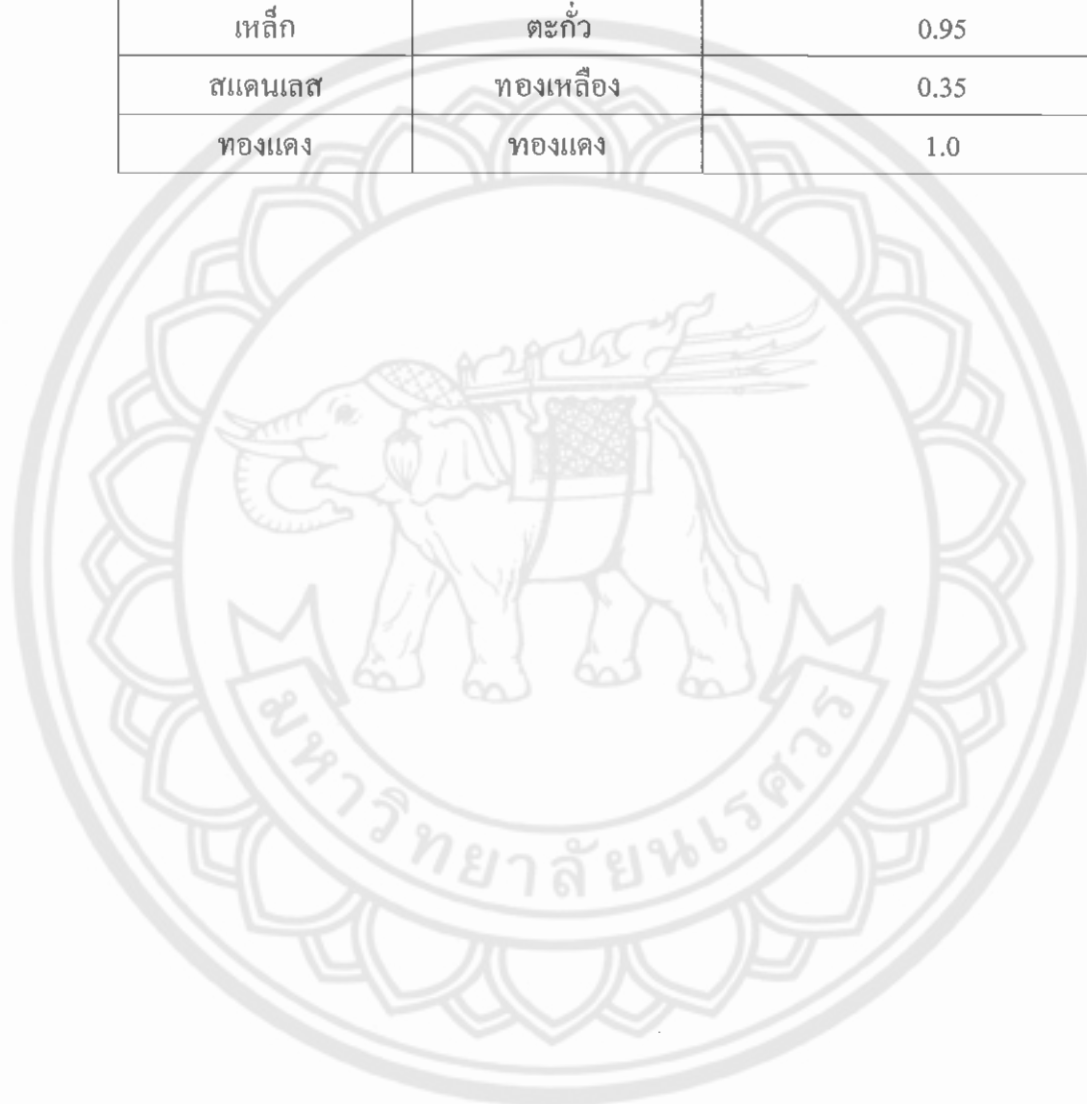 เหล็ก ตะกั่ว 0.95
สแตนเลส ทองเหลือง 0.35
ทองแดง ทองแดง 1.0
มหาวิทยาลัยนเรศวร